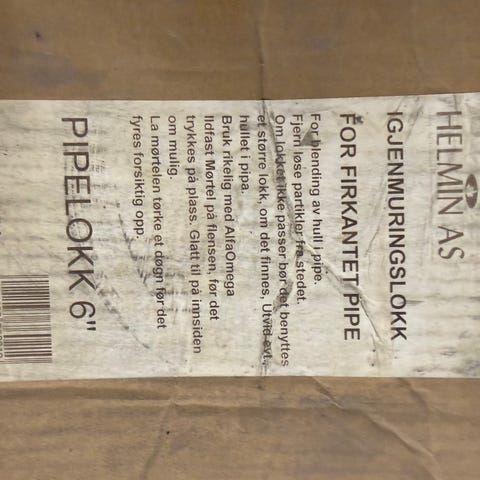 HELMIN AS
IGJENMURINGSLOKK
FOR FIRKANTET PIPE
For blending av hull i pipe.
Fjern løse partikler fra stedet.
Om lokket ikke passer bør det benyttes
et større lokk, om det finnes, Utvid evt.
hullet i pipa.
Bruk rikelig med AlfaOmega
Ildfast Mørtel på flensen, før det
trykkes på plass. Glatt til på innsiden
om mulig.
La mørtelen tørke et døgn før det
fyres forsiktig opp.
PIPELOKK 6"